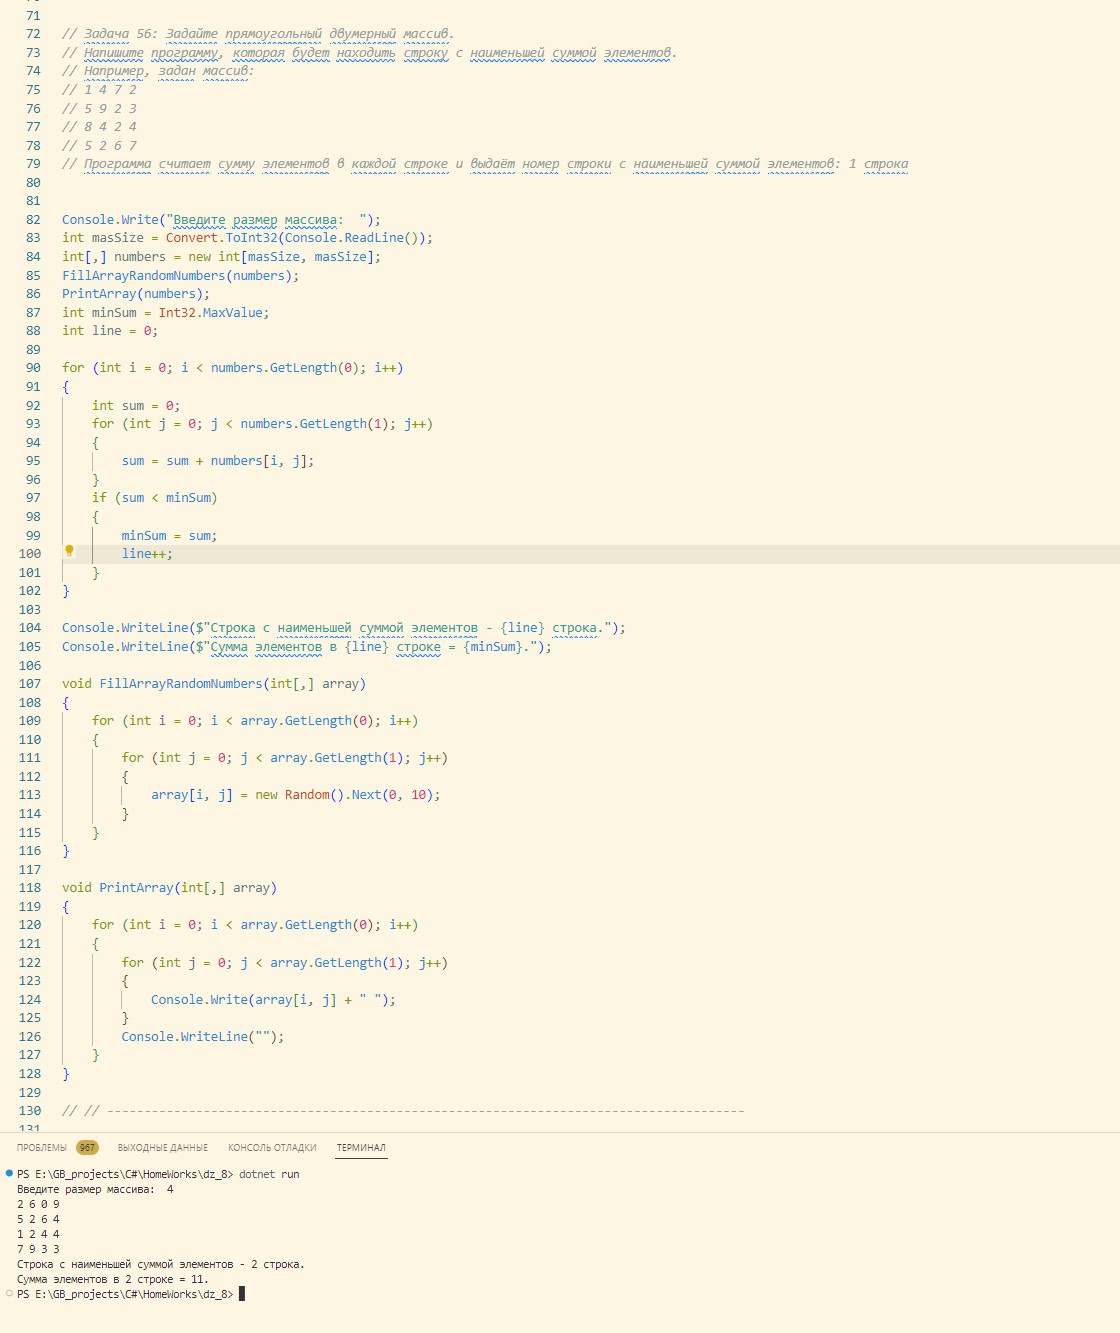 71
72 // Задача 56: Задайте прямоугольный двумерный массив.
73 // Напишите программу, которая будет находить строку с наименьшей суммой элементов.
74 // Например, задан массив:
75 // 1 4 7 2
76 // 5 9 2 3
77 // 8 4 2 4
78 // 5 2 6 7
79 // Программа считает сумму элементов в каждой строке и выдаёт номер строки с наименьшей суммой элементов: 1 строка
80
81
82 Console.Write("Введите размер массива:  ");
83 int masSize = Convert.ToInt32(Console.ReadLine());
84 int[,] numbers = new int[masSize, masSize];
85 FillArrayRandomNumbers(numbers);
86 PrintArray(numbers);
87 int minSum = Int32.MaxValue;
88 int line = 0;
89
90 for (int i = 0; i < numbers.GetLength(0); i++)
91 {
92     int sum = 0;
93     for (int j = 0; j < numbers.GetLength(1); j++)
94     {
95         sum = sum + numbers[i, j];
96     }
97     if (sum < minSum)
98     {
99         minSum = sum;
100         line++;
101     }
102 }
103
104 Console.WriteLine($"Строка с наименьшей суммой элементов - {line} строка.");
105 Console.WriteLine($"Сумма элементов в {line} строке = {minSum}.");
106
107 void FillArrayRandomNumbers(int[,] array)
108 {
109     for (int i = 0; i < array.GetLength(0); i++)
110     {
111         for (int j = 0; j < array.GetLength(1); j++)
112         {
113             array[i, j] = new Random().Next(0, 10);
114         }
115     }
116 }
117
118 void PrintArray(int[,] array)
119 {
120     for (int i = 0; i < array.GetLength(0); i++)
121     {
122         for (int j = 0; j < array.GetLength(1); j++)
123         {
124             Console.Write(array[i, j] + " ");
125         }
126         Console.WriteLine("");
127     }
128 }
129
130 // // --------------------------------------------------------------------------------------
131
ПРОБЛЕМЫ 967 ВЫХОДНЫЕ ДАННЫЕ КОНСОЛЬ ОТЛАДКИ ТЕРМИНАЛ
PS E:\GB_projects\C#\HomeWorks\dz_8> dotnet run
Введите размер массива:  4
2 6 0 9
5 2 6 4
1 2 4 4
7 9 3 3
Строка с наименьшей суммой элементов - 2 строка.
Сумма элементов в 2 строке = 11.
PS E:\GB_projects\C#\HomeWorks\dz_8>